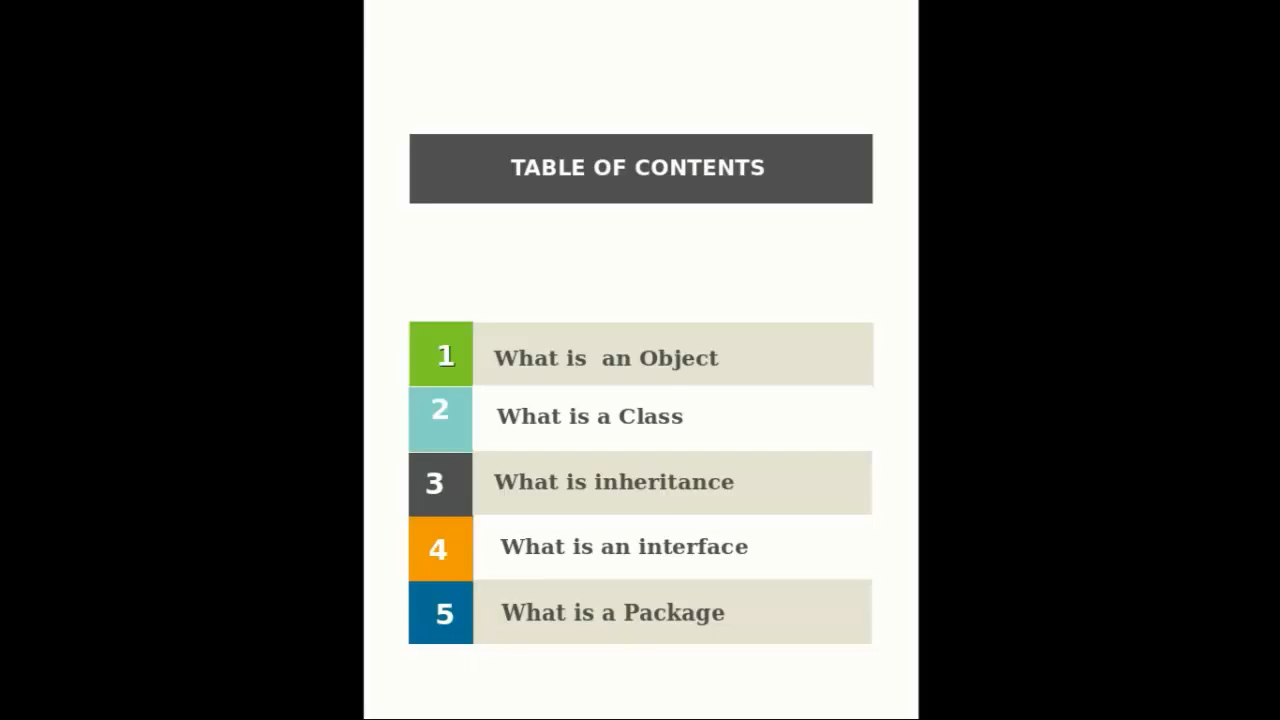 TABLE OF CONTENTS
1 What is an Object
2 What is a Class
3 What is inheritance
4 What is an interface
5 What is a Package